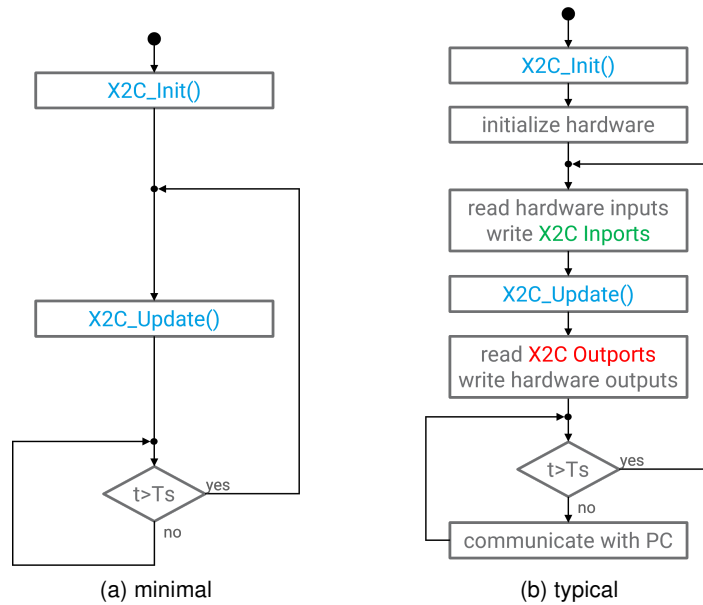 X2C_Init()
X2C_Update()
t>Ts
yes
no
(a) minimal
X2C_Init()
initialize hardware
read hardware inputs
write X2C Inports
X2C_Update()
read X2C Outports
write hardware outputs
t>Ts
yes
no
communicate with PC
(b) typical